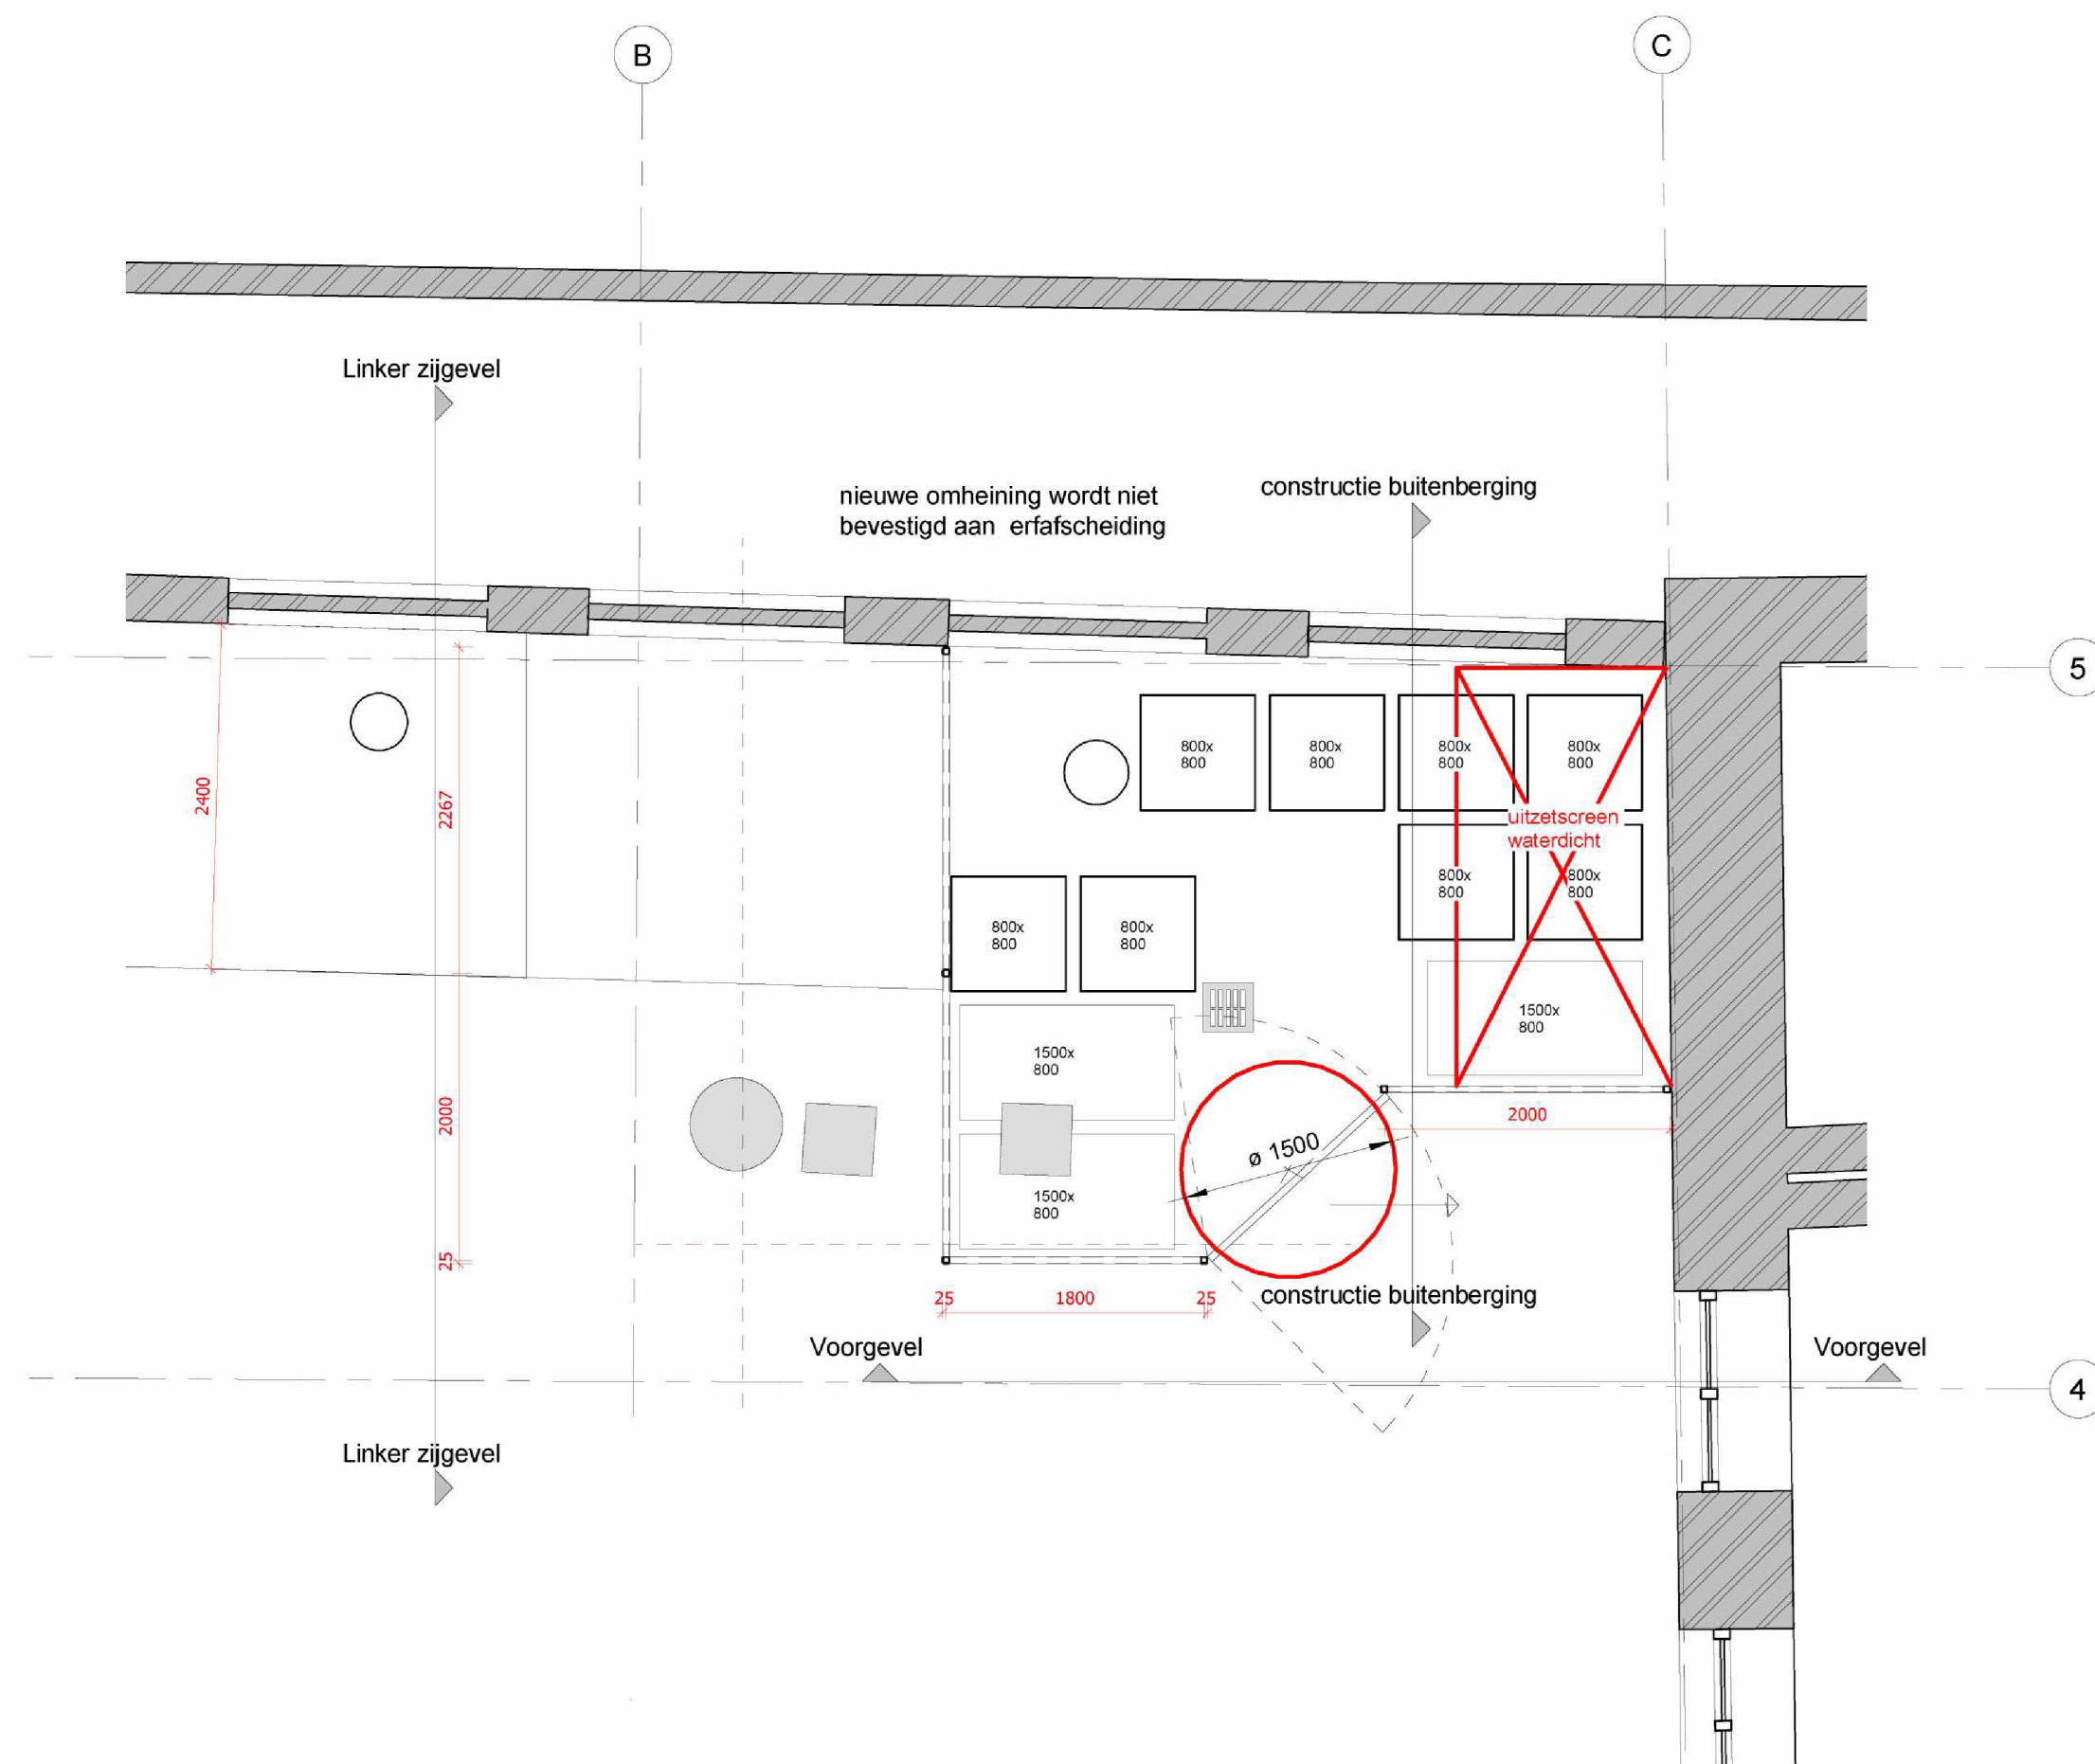 B
C
Linker zijgevel
constructie buitenberging
nieuwe omheining wordt niet
bevestigd aan erfafscheiding
5
800x
800
800x
800
800x
800
800x
800
2400
2267
uitzetscreen
waterdicht
800x
800
800x
800
800x
800
800x
800
1500x
800
1500x
800
2000
2000
ø 1500
1500x
800
25
25
1800
25
constructie buitenberging
Voorgevel
Voorgevel
4
Linker zijgevel